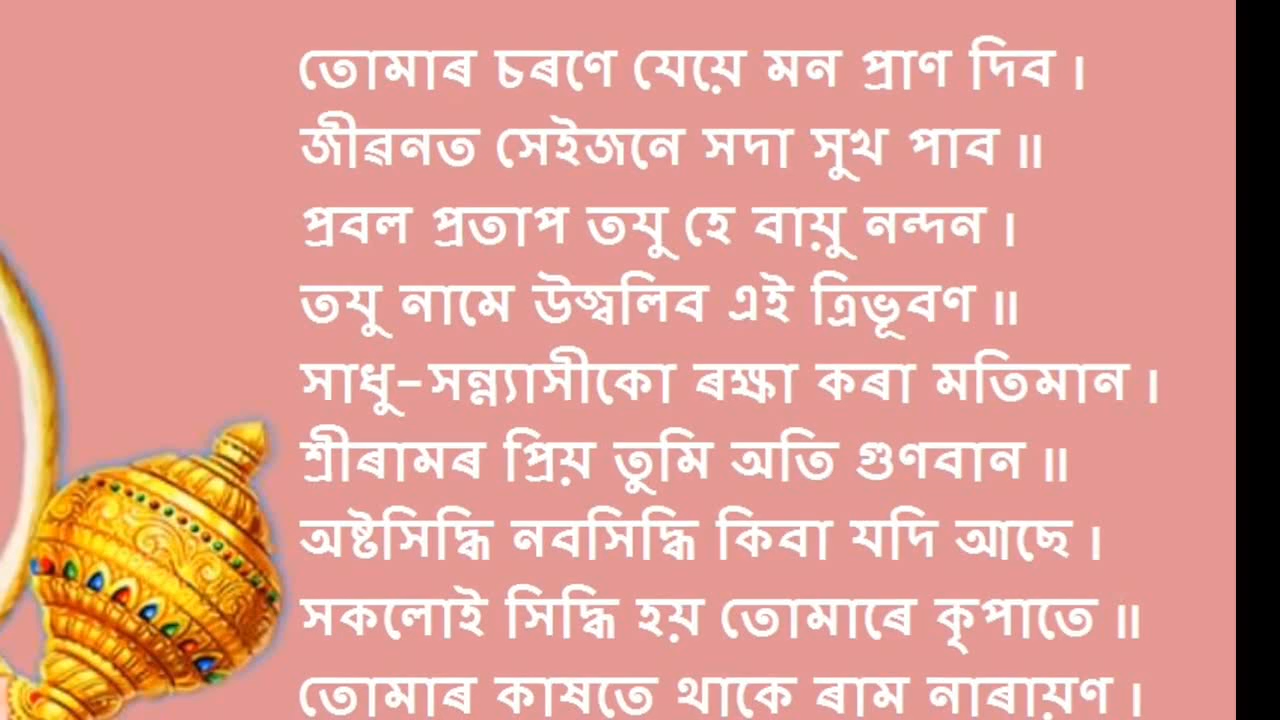 তোমাৰ চৰণে যেয়ে মন প্ৰাণ দিব ।
জীৱনত সেইজনে সদা সুখ পাব ॥
প্ৰবল প্ৰতাপ তযু হে বায়ু নন্দন ।
তযু নামে উজ্বলিব এই ত্ৰিভূবণ ॥
সাধু-সন্ন্যাসীকো ৰক্ষা কৰা মতিমান ।
শ্ৰীৰামৰ প্ৰিয় তুমি অতি গুণবান ॥
অষ্টসিদ্ধি নবসিদ্ধি কিবা যদি আছে ।
সকলোই সিদ্ধি হয় তোমাৰে কৃপাতে ॥
তোমাৰ কাষতে থাকে ৰাম নাৰায়ণ ।